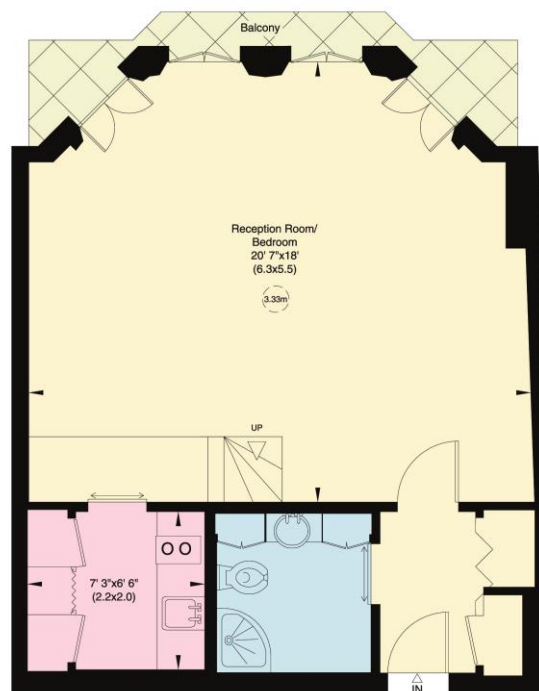 Balcony
Reception Room/
Bedroom
20' 7"x18'
(6.3x5.5)
3.33m
UP
7' 3"x6' 6"
(2.2x2.0)
IN